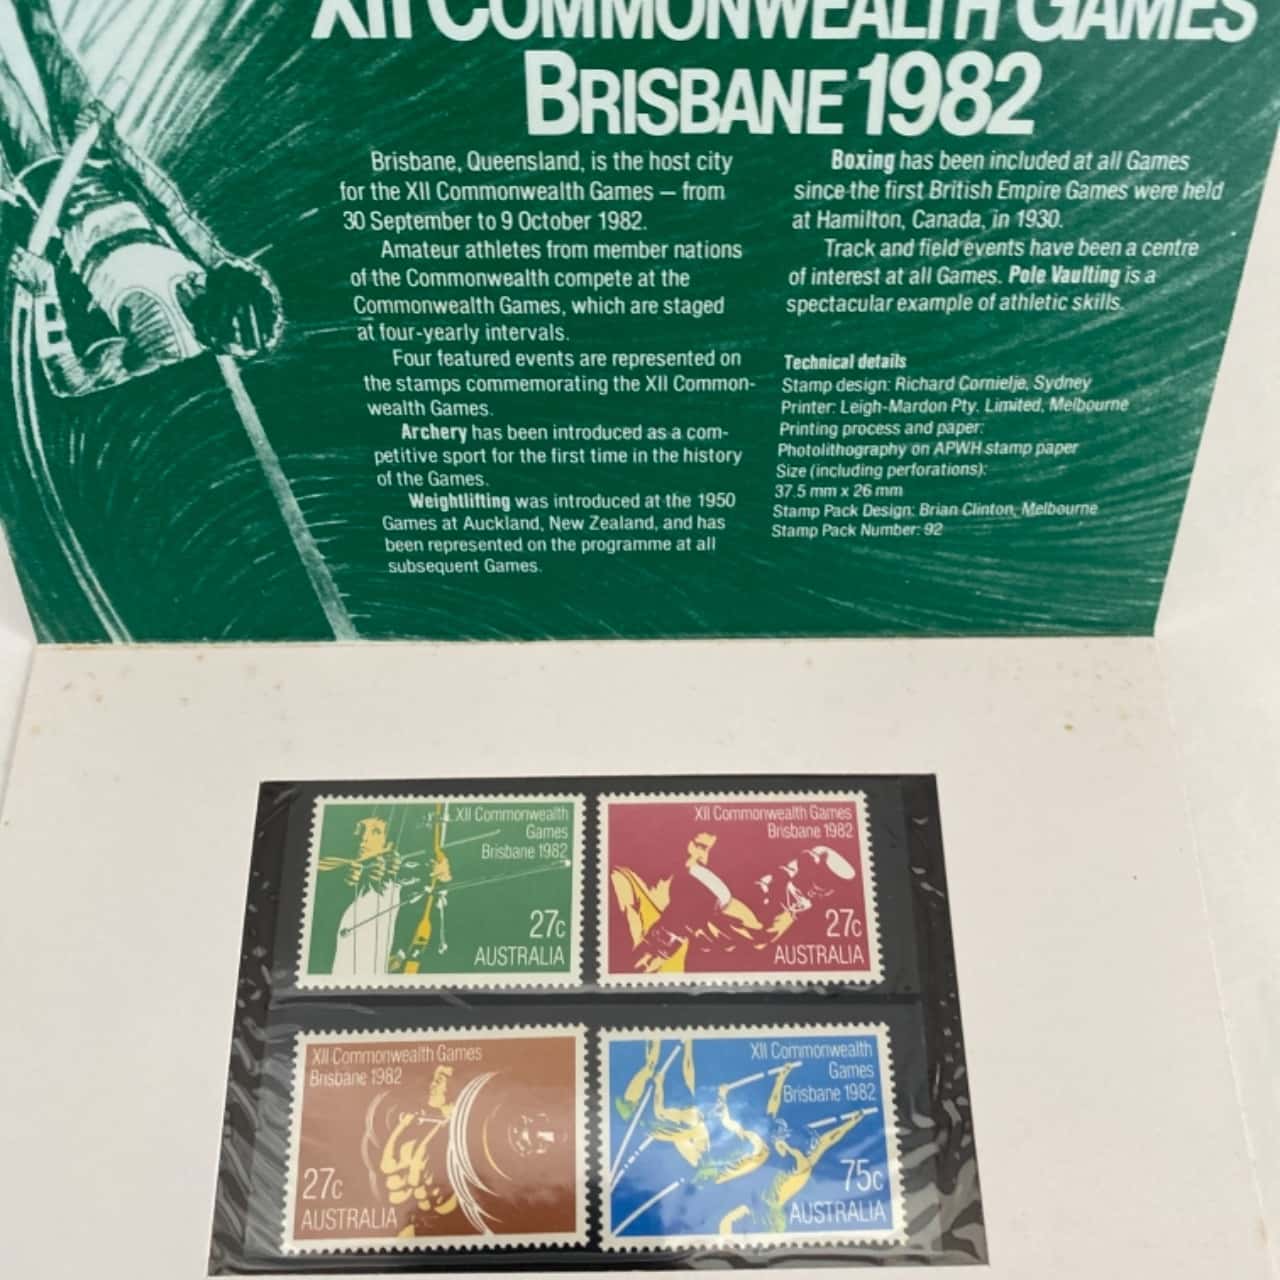 XII COMMONWEALTH GAMES
BRISBANE 1982
Brisbane, Queensland, is the host city
for the XII Commonwealth Games — from
30 September to 9 October 1982.
Amateur athletes from member nations
of the Commonwealth compete at the
Commonwealth Games, which are staged
at four-yearly intervals.
Four featured events are represented on
the stamps commemorating the XII Common-
wealth Games.
Archery has been introduced as a com-
petitive sport for the first time in the history
of the Games.
Weightlifting was introduced at the 1950
Games at Auckland, New Zealand, and has
been represented on the programme at all
subsequent Games.
Boxing has been included at all Games
since the first British Empire Games were held
at Hamilton, Canada, in 1930.
Track and field events have been a centre
of interest at all Games. Pole Vaulting is a
spectacular example of athletic skills.
Technical details
Stamp design: Richard Cornielje, Sydney
Printer: Leigh-Mardon Pty. Limited, Melbourne
Printing process and paper:
Photolithography on APWH stamp paper
Size (including perforations):
37.5 mm x 26 mm
Stamp Pack Design: Brian Clinton, Melbourne
Stamp Pack Number: 92
XII Commonwealth
Games
Brisbane 1982
27c
AUSTRALIA
XII Commonwealth Games
Brisbane 1982
27c
AUSTRALIA
XII Commonwealth Games
Brisbane 1982
27c
AUSTRALIA
XII Commonwealth
Games
Brisbane 1982
75c
AUSTRALIA